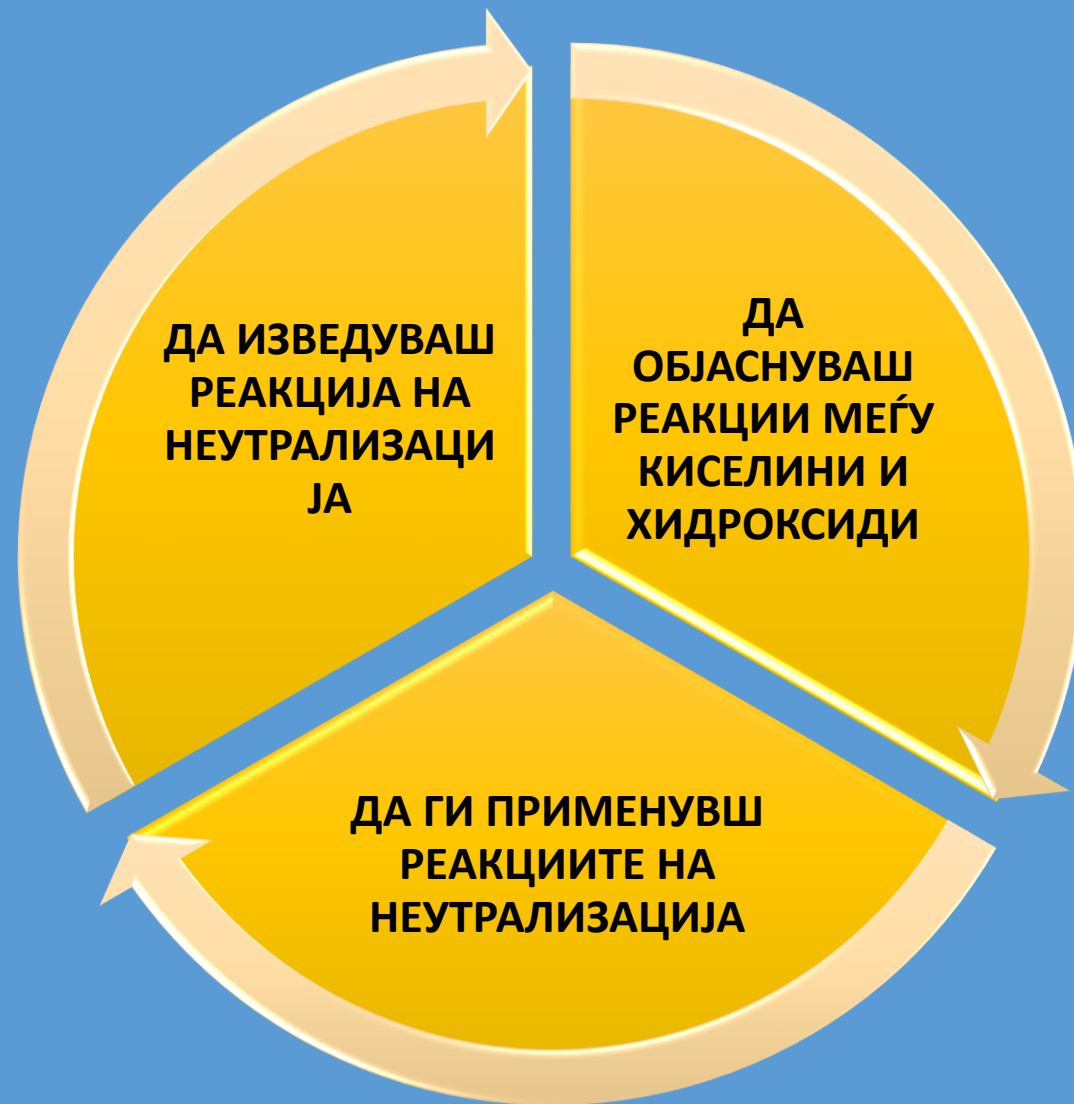 ДА ИЗВЕДУВАШ
РЕАКЦИЈА НА
НЕУТРАЛИЗАЦИ
ЈА
ДА
ОБЈАСНУВАШ
РЕАКЦИИ МЕЃУ
КИСЕЛИНИ И
ХИДРОКСИДИ
ДА ГИ ПРИМЕНУВШ
РЕАКЦИИТЕ НА
НЕУТРАЛИЗАЦИЈА